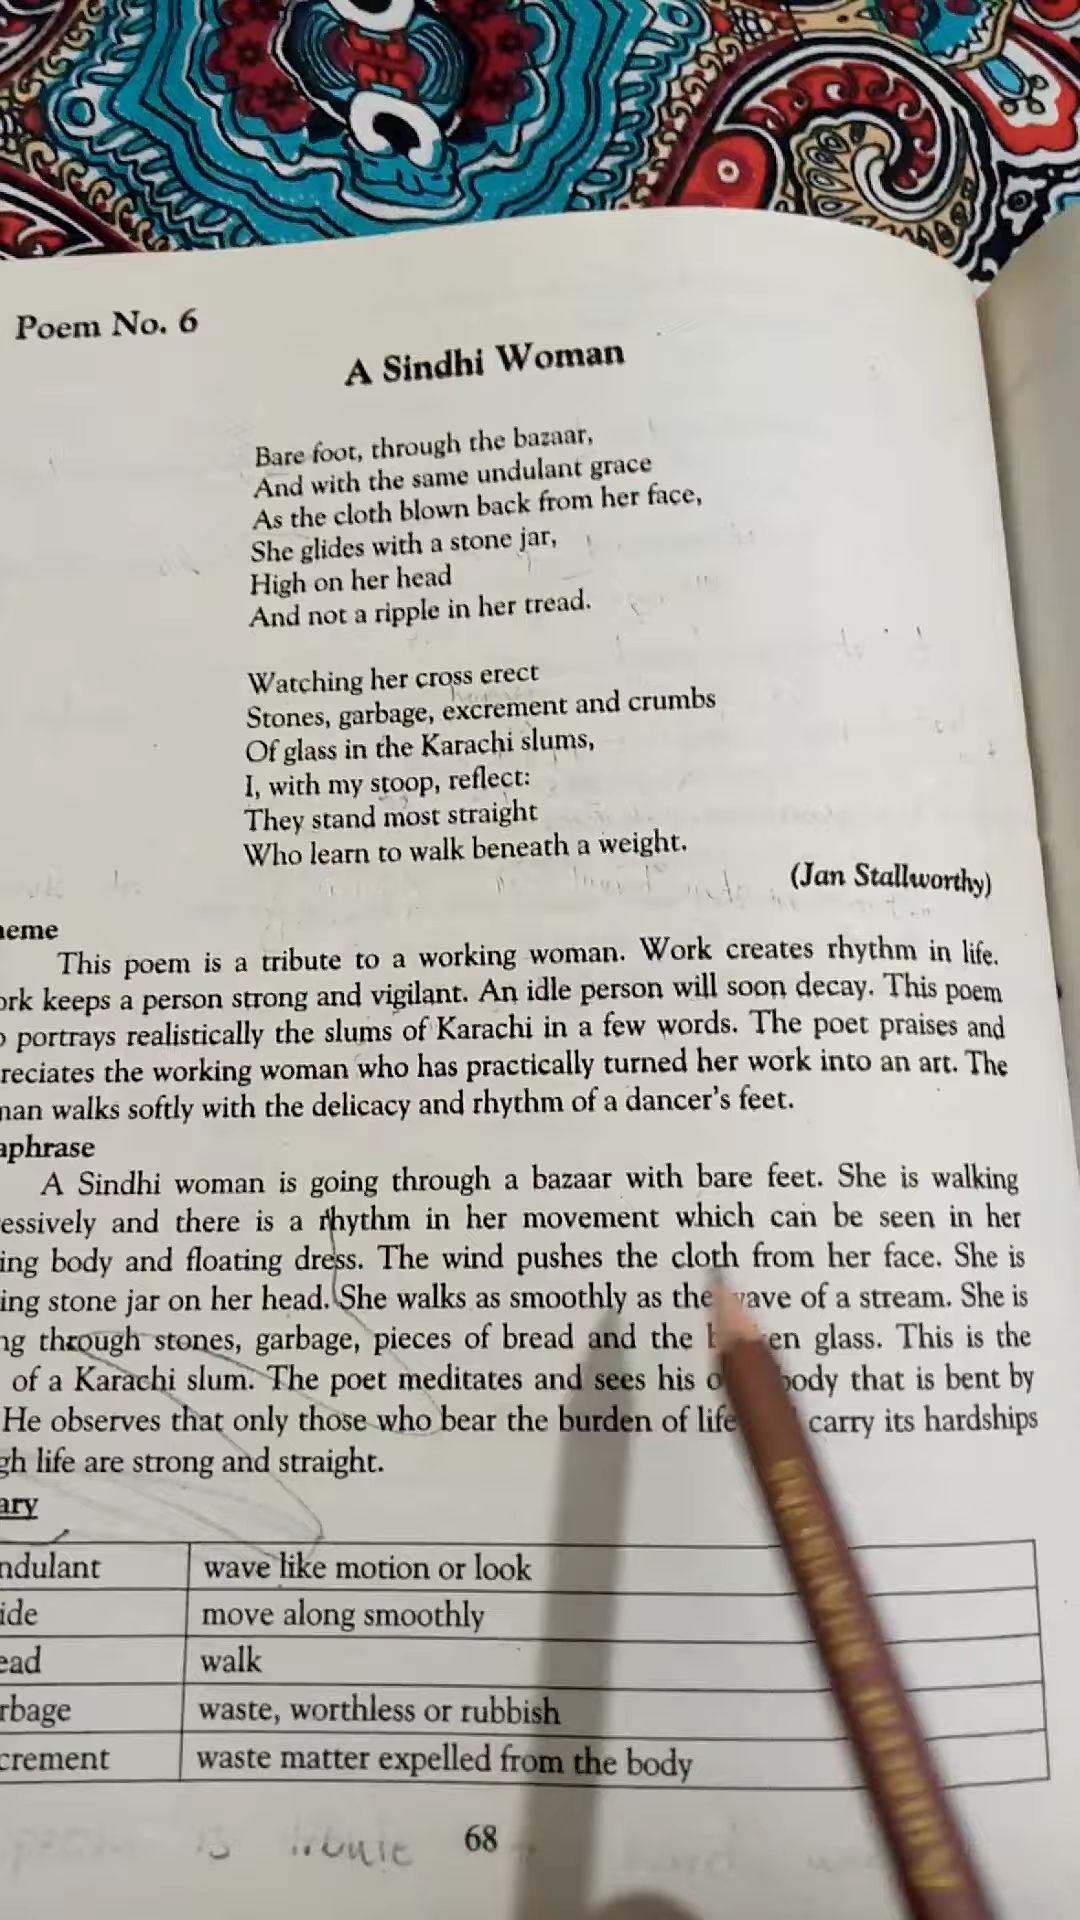 Poem No. 6
A Sindhi Woman
Bare foot, through the bazaar,
And with the same undulant grace
As the cloth blown back from her face,
She glides with a stone jar,
High on her head
And not a ripple in her tread.
Watching her cross erect
Stones, garbage, excrement and crumbs
Of glass in the Karachi slums,
I, with my stoop, reflect:
They stand most straight
Who learn to walk beneath a weight.
(Jan Stallworthy)
heme
This poem is a tribute to a working woman. Work creates rhythm in life.
ork keeps a person strong and vigilant. An idle person will soon decay. This poem
o portrays realistically the slums of Karachi in a few words. The poet praises and
reciates the working woman who has practically turned her work into an art. The
man walks softly with the delicacy and rhythm of a dancer's feet.
aphrase
A Sindhi woman is going through a bazaar with bare feet. She is walking
essively and there is a rhythm in her movement which can be seen in her
ing body and floating dress. The wind pushes the cloth from her face. She is
ing stone jar on her head. She walks as smoothly as the wave of a stream. She is
ng through stones, garbage, pieces of bread and the en glass. This is the
of a Karachi slum. The poet meditates and sees his body that is bent by
He observes that only those who bear the burden of life carry its hardships
gh life are strong and straight.
ary
ndulant wave like motion or look
ide move along smoothly
ead walk
rbage waste, worthless or rubbish
crement waste matter expelled from the body
is tribute hard
68